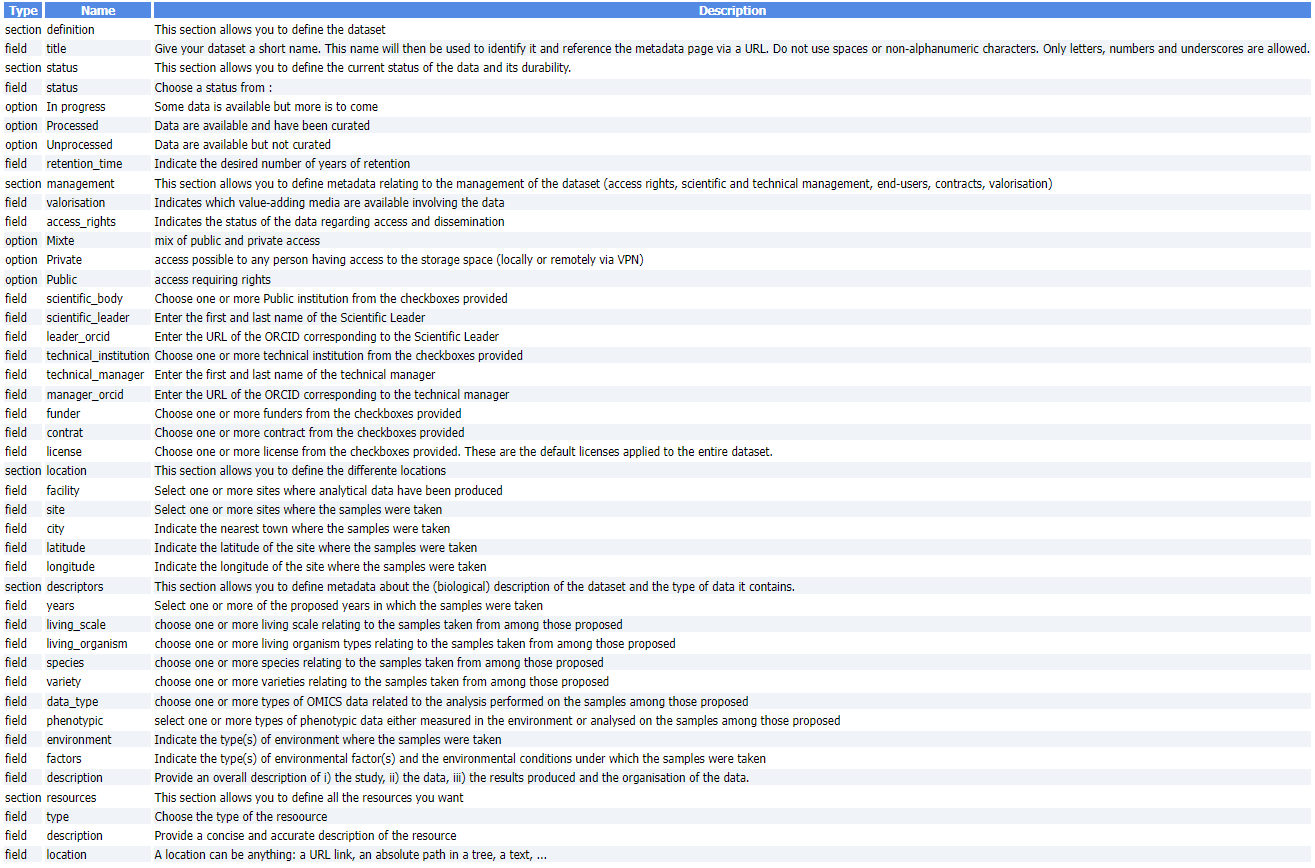 Type Name Description
section definition This section allows you to define the dataset
field title Give your dataset a short name. This name will then be used to identify it and reference the metadata page via a URL. Do not use spaces or non-alphanumeric characters. Only letters, numbers and underscores are allowed.
section status This section allows you to define the current status of the data and its durability.
field status Choose a status from :
option In progress Some data is available but more is to come
option Processed Data are available and have been curated
option Unprocessed Data are available but not curated
field retention_time Indicate the desired number of years of retention
section management This section allows you to define metadata relating to the management of the dataset (access rights, scientific and technical management, end-users, contracts, valorisation)
field valorisation Indicates which value-adding media are available involving the data
field access_rights Indicates the status of the data regarding access and dissemination
option Mixte mix of public and private access
option Private access possible to any person having access to the storage space (locally or remotely via VPN)
option Public access requiring rights
field scientific_body Choose one or more Public institution from the checkboxes provided
field scientific_leader Enter the first and last name of the Scientific Leader
field leader_orcid Enter the URL of the ORCID corresponding to the Scientific Leader
field technical_institution Choose one or more technical institution from the checkboxes provided
field technical_manager Enter the first and last name of the technical manager
field manager_orcid Enter the URL of the ORCID corresponding to the technical manager
field funder Choose one or more funders from the checkboxes provided
field contrat Choose one or more contract from the checkboxes provided
field license Choose one or more license from the checkboxes provided. These are the default licenses applied to the entire dataset.
section location This section allows you to define the differente locations
field facility Select one or more sites where analytical data have been produced
field site Select one or more sites where the samples were taken
field city Indicate the nearest town where the samples were taken
field latitude Indicate the latitude of the site where the samples were taken
field longitude Indicate the longitude of the site where the samples were taken
section descriptors This section allows you to define metadata about the (biological) description of the dataset and the type of data it contains.
field years Select one or more of the proposed years in which the samples were taken
field living_scale choose one or more living scale relating to the samples taken from among those proposed
field living_organism choose one or more living organism types relating to the samples taken from among those proposed
field species choose one or more species relating to the samples taken from among those proposed
field variety choose one or more varieties relating to the samples taken from among those proposed
field data_type choose one or more types of OMICS data related to the analysis performed on the samples among those proposed
field phenotypic select one or more types of phenotypic data either measured in the environment or analysed on the samples among those proposed
field environment Indicate the type(s) of environment where the samples were taken
field factors Indicate the type(s) of environmental factor(s) and the environmental conditions under which the samples were taken
field description Provide an overall description of i) the study, ii) the data, iii) the results produced and the organisation of the data.
section resources This section allows you to define all the resources you want
field type Choose the type of the resoource
field description Provide a concise and accurate description of the resource
field location A location can be anything: a URL link, an absolute path in a tree, a text, ...